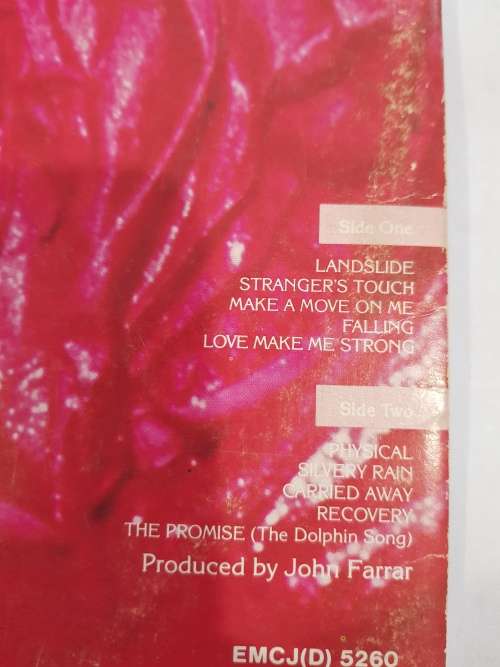 Side One
LANDSLIDE
STRANGER'S TOUCH
MAKE A MOVE ON ME
FALLING
LOVE MAKE ME STRONG
Side Two
PHYSICAL
SILVERY RAIN
CARRIED AWAY
RECOVERY
THE PROMISE (The Dolphin Song)
Produced by John Farrar
EMCJ(D) 5260